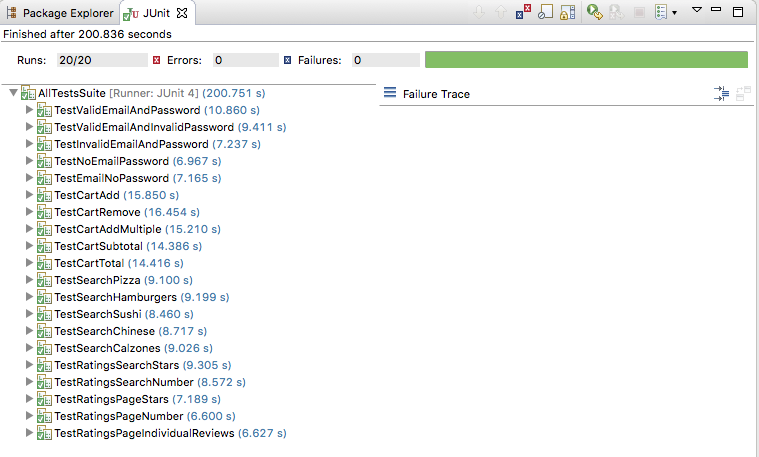 Package Explorer JUnit
Finished after 200.836 seconds
Runs: 20/20 Errors: 0 Failures: 0
AllTestsSuite [Runner: JUnit 4] (200.751 s)
Failure Trace
TestValidEmailAndPassword (10.860 s)
TestValidEmailAndInvalidPassword (9.411 s)
TestInvalidEmailAndPassword (7.237 s)
TestNoEmailPassword (6.967 s)
TestEmailNoPassword (7.165 s)
TestCartAdd (15.850 s)
TestCartRemove (16.454 s)
TestCartAddMultiple (15.210 s)
TestCartSubtotal (14.386 s)
TestCartTotal (14.416 s)
TestSearchPizza (9.100 s)
TestSearchHamburgers (9.199 s)
TestSearchSushi (8.460 s)
TestSearchChinese (8.717 s)
TestSearchCalzones (9.026 s)
TestRatingsSearchStars (9.305 s)
TestRatingsSearchNumber (8.572 s)
TestRatingsPageStars (7.189 s)
TestRatingsPageNumber (6.600 s)
TestRatingsPageIndividualReviews (6.627 s)